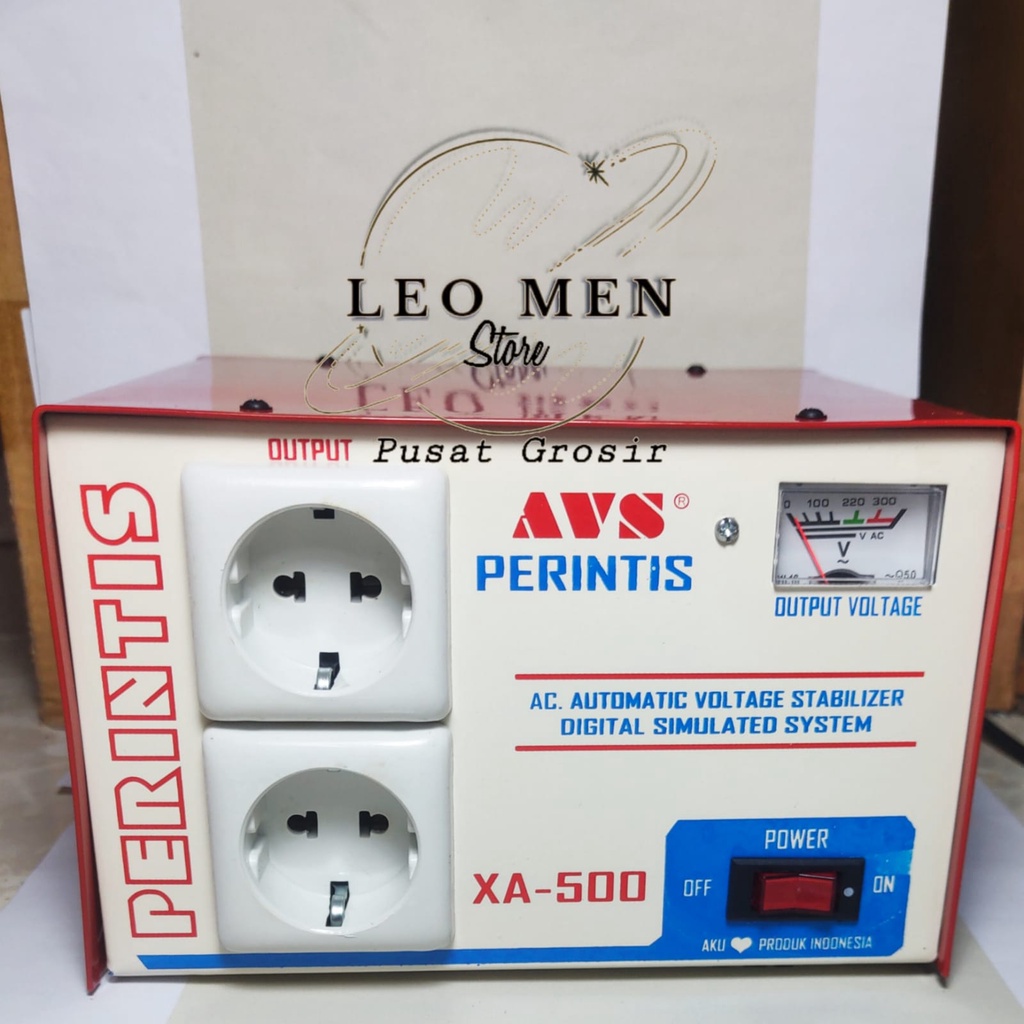 LEO MEN
Store
Pusat Grosir
OUTPUT
PERINTIS
AVS®
PERINTIS
0 100 220 300
V AC
V
~
OUTPUT VOLTAGE
AC. AUTOMATIC VOLTAGE STABILIZER
DIGITAL SIMULATED SYSTEM
XA-500
POWER
OFF
ON
AKU ♥ PRODUK INDONESIA